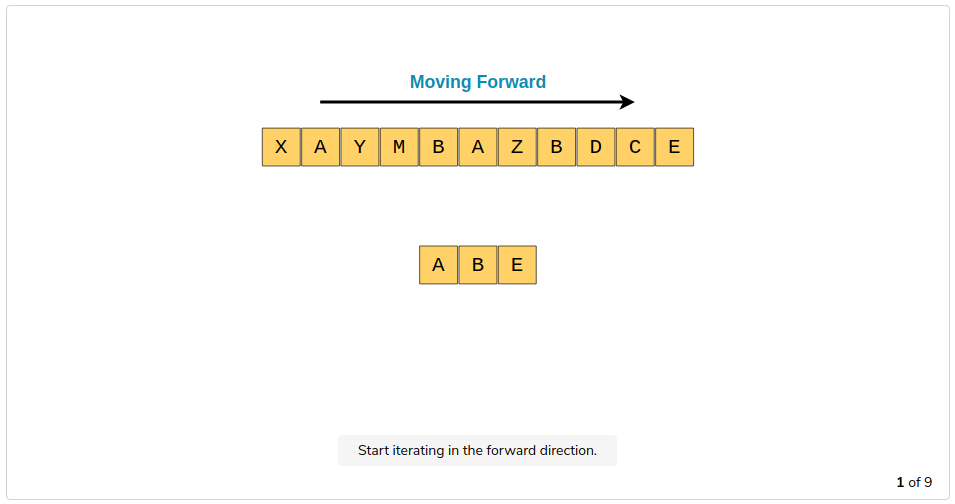 Moving Forward
X A Y M B A Z B D C E
A B E
Start iterating in the forward direction.
1 of 9